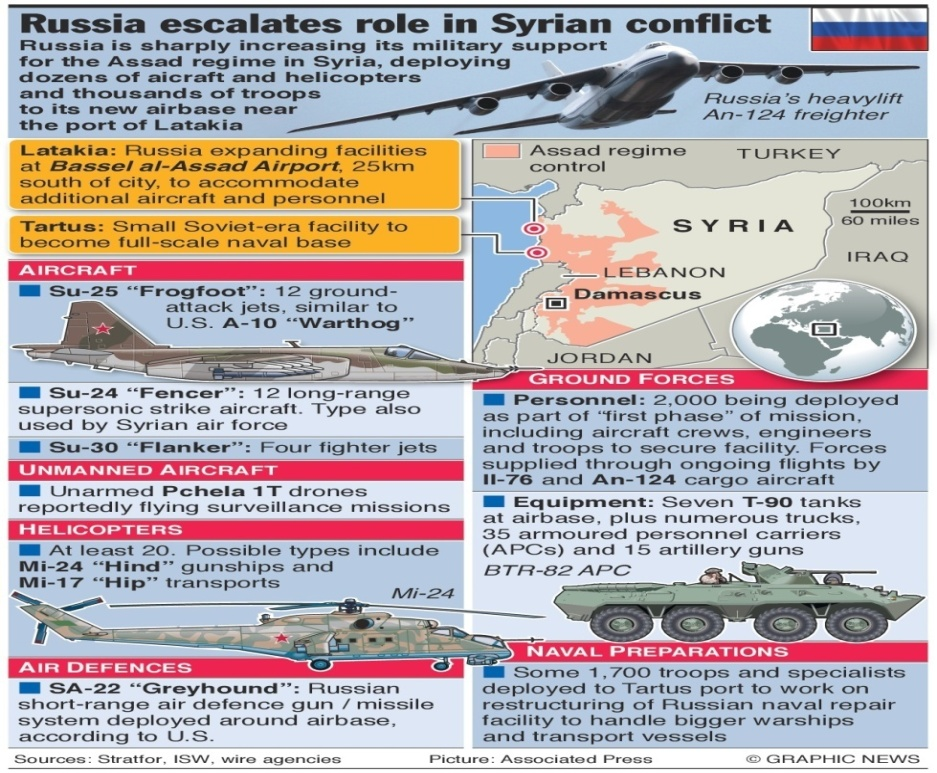 Russia escalates role in Syrian conflict
Russia is sharply increasing its military support
for the Assad regime in Syria, deploying
dozens of aicraft and helicopters
and thousands of troops
to its new airbase near
the port of Latakia
Russia's heavylift
An-124 freighter
Latakia: Russia expanding facilities
at Bassel al-Assad Airport, 25km
south of city, to accommodate
additional aircraft and personnel
Tartus: Small Soviet-era facility to
become full-scale naval base
Assad regime
control
TURKEY
SYRIA
100km
60 miles
IRAQ
LEBANON
Damascus
JORDAN
AIRCRAFT
Su-25 “Frogfoot”: 12 ground-
attack jets, similar to
U.S. A-10 “Warthog”
Su-24 “Fencer”: 12 long-range
supersonic strike aircraft. Type also
used by Syrian air force
Su-30 “Flanker”: Four fighter jets
UNMANNED AIRCRAFT
Unarmed Pchela 1T drones
reportedly flying surveillance missions
HELICOPTERS
At least 20. Possible types include
Mi-24 “Hind” gunships and
Mi-17 “Hip” transports
Mi-24
AIR DEFENCES
SA-22 “Greyhound”: Russian
short-range air defence gun / missile
system deployed around airbase,
according to U.S.
GROUND FORCES
Personnel: 2,000 being deployed
as part of “first phase” of mission,
including aircraft crews, engineers
and troops to secure facility. Forces
supplied through ongoing flights by
Il-76 and An-124 cargo aircraft
Equipment: Seven T-90 tanks
at airbase, plus numerous trucks,
35 armoured personnel carriers
(APCs) and 15 artillery guns
BTR-82 APC
NAVAL PREPARATIONS
Some 1,700 troops and specialists
deployed to Tartus port to work on
restructuring of Russian naval repair
facility to handle bigger warships
and transport vessels
Sources: Stratfor, ISW, wire agencies
Picture: Associated Press
© GRAPHIC NEWS